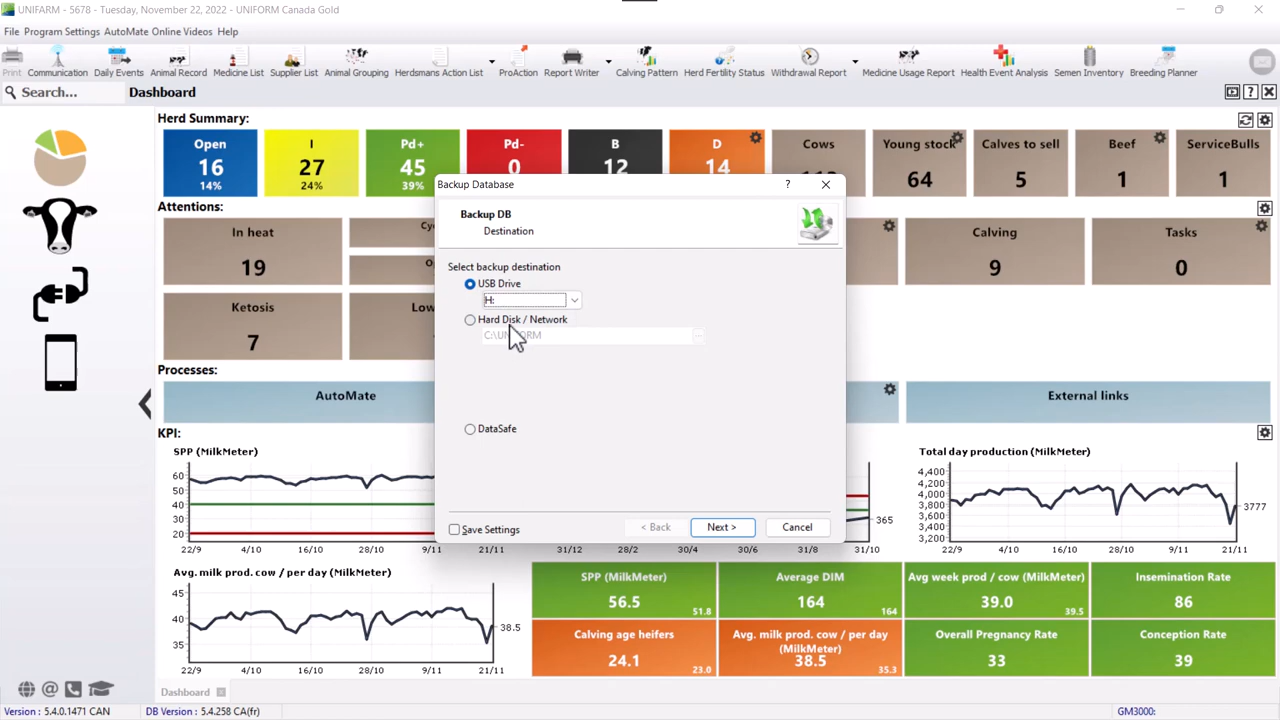 UNIFARM - 5678 - Tuesday, November 22, 2022 - UNIFORM Canada Gold
File Program Settings AutoMate Online Videos Help
Print Communication Daily Events Animal Record Medicine List Supplier List Animal Grouping Herdsmans Action List ProAction Report Writer Calving Pattern Herd Fertility Status Withdrawal Report Medicine Usage Report Health Event Analysis Semen Inventory Breeding Planner
Search... Dashboard
Herd Summary:
Open I Pd+ Pd- B D Cows Young stock Calves to sell Beef ServiceBulls
16 27 45 0 12 14 64 5 1 1
14% 24% 39%
Attentions:
In heat
19
Calving
9
Tasks
0
Ketosis
7
Processes:
AutoMate External links
KPI:
Backup Database
Backup DB
Destination
Select backup destination
USB Drive
H:
Hard Disk / Network
C:\UNIFORM
DataSafe
Save Settings < Back Next > Cancel
SPP (MilkMeter)
60
50
40
30
20
22/9 4/10 16/10 28/10 9/11 21/11
365
31/12 28/2 30/4 30/6 31/8 31/10
Total day production (MilkMeter)
4,400
4,200
4,000
3,800
3,600
3,400
3,200
3777
22/9 4/10 16/10 28/10 9/11 21/11
Avg. milk prod. cow / per day (MilkMeter)
45
40
35
38.5
22/9 4/10 16/10 28/10 9/11 21/11
SPP (MilkMeter)
56.5
51.8
Average DIM
164
164
Avg week prod / cow (MilkMeter)
39.0
39.5
Insemination Rate
86
Calving age heifers
24.1
23.0
Avg. milk prod. cow / per day
(MilkMeter)
38.5
35.3
Overall Pregnancy Rate
33
Conception Rate
39
Dashboard
Version : 5.4.0.1471 CAN DB Version : 5.4.258 CA(fr) GM3000: